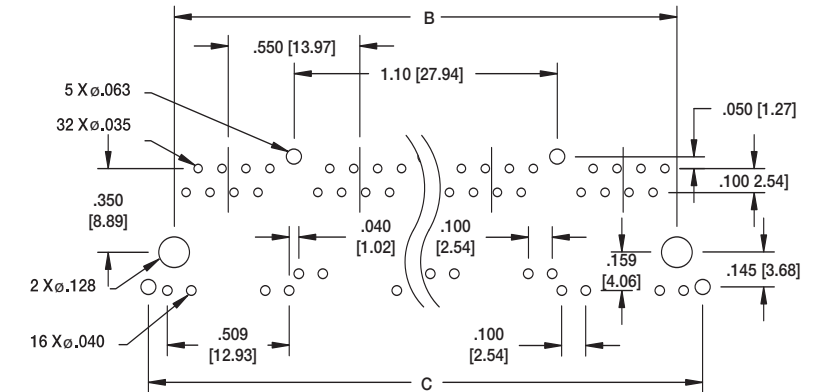 B
.550 [13.97]
1.10 [27.94]
5 X ø.063
.050 [1.27]
32 X ø.035
.100 2.54]
.350
[8.89]
.040
[1.02]
.100
[2.54]
.159
[4.06]
.145 [3.68]
2 X ø.128
16 X ø.040
.509
[12.93]
.100
[2.54]
C